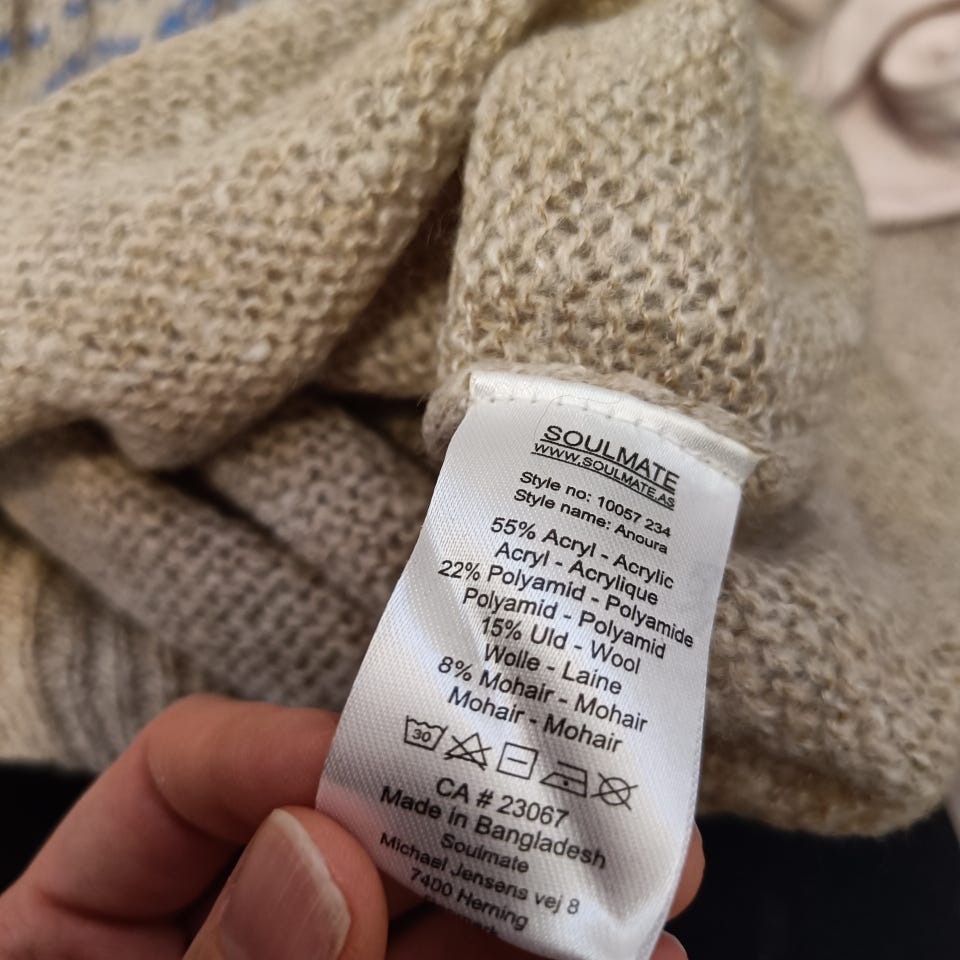 SOULMATE
WWW.SOULMATE.AS
Style no: 10057 234
Style name: Anoura
55% Acryl - Acrylic
Acryl - Acrylique
22% Polyamid - Polyamide
Polyamid - Polyamid
15% Uld - Wool
Wolle - Laine
8% Mohair - Mohair
Mohair - Mohair
30
CA # 23067
Made in Bangladesh
Soulmate
Michael Jensens vej 8
7400 Herning